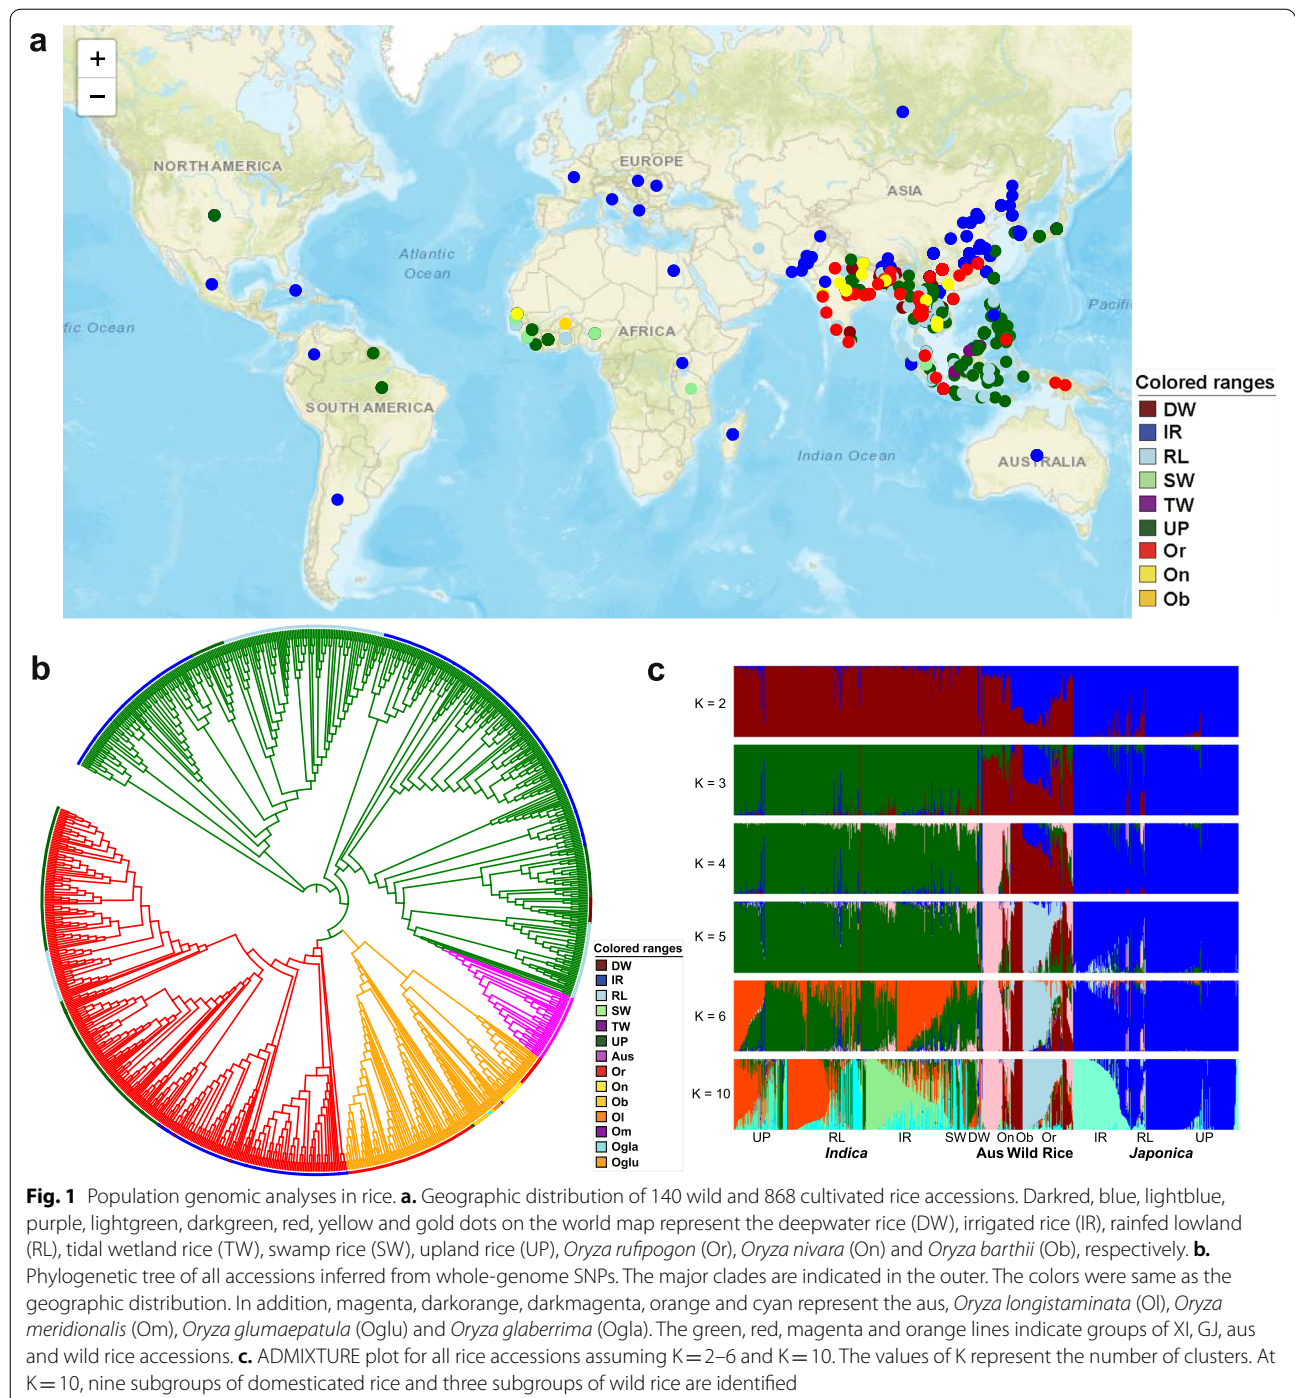 a
+
−
NORTH AMERICA
EUROPE
ASIA
Atlantic
Ocean
Pacific
fic Ocean
AFRICA
SOUTH AMERICA
Indian Ocean
AUSTRALIA
Colored ranges
DW
IR
RL
SW
TW
UP
Or
On
Ob
b
Colored ranges
DW
IR
RL
SW
TW
UP
Aus
Or
On
Ob
Ol
Om
Ogla
Oglu
c
K = 2
K = 3
K = 4
K = 5
K = 6
K = 10
UP RL IR SW DW On Ob Or IR RL UP
Indica Aus Wild Rice Japonica
Fig. 1 Population genomic analyses in rice. a. Geographic distribution of 140 wild and 868 cultivated rice accessions. Darkred, blue, lightblue,
purple, lightgreen, darkgreen, red, yellow and gold dots on the world map represent the deepwater rice (DW), irrigated rice (IR), rainfed lowland
(RL), tidal wetland rice (TW), swamp rice (SW), upland rice (UP), Oryza rufipogon (Or), Oryza nivara (On) and Oryza barthii (Ob), respectively. b.
Phylogenetic tree of all accessions inferred from whole-genome SNPs. The major clades are indicated in the outer. The colors were same as the
geographic distribution. In addition, magenta, darkorange, darkmagenta, orange and cyan represent the aus, Oryza longistaminata (Ol), Oryza
meridionalis (Om), Oryza glumaepatula (Oglu) and Oryza glaberrima (Ogla). The green, red, magenta and orange lines indicate groups of XI, GJ, aus
and wild rice accessions. c. ADMIXTURE plot for all rice accessions assuming K = 2–6 and K = 10. The values of K represent the number of clusters. At
K = 10, nine subgroups of domesticated rice and three subgroups of wild rice are identified